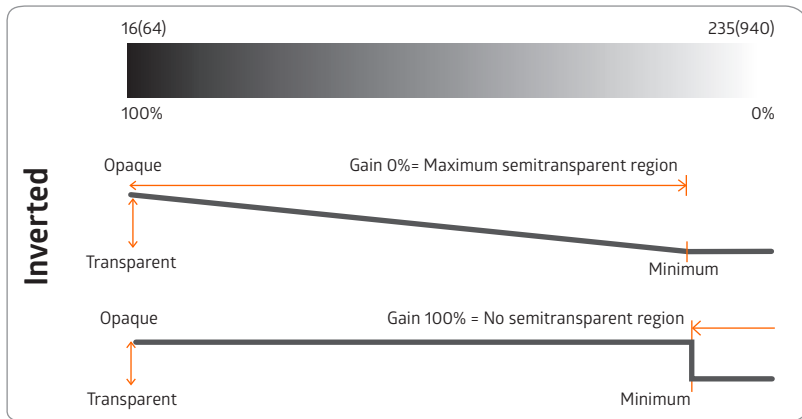 16(64)
235(940)
100%
0%
Inverted
Opaque
Gain 0%= Maximum semitransparent region
Transparent
Minimum
Opaque
Gain 100% = No semitransparent region
Transparent
Minimum